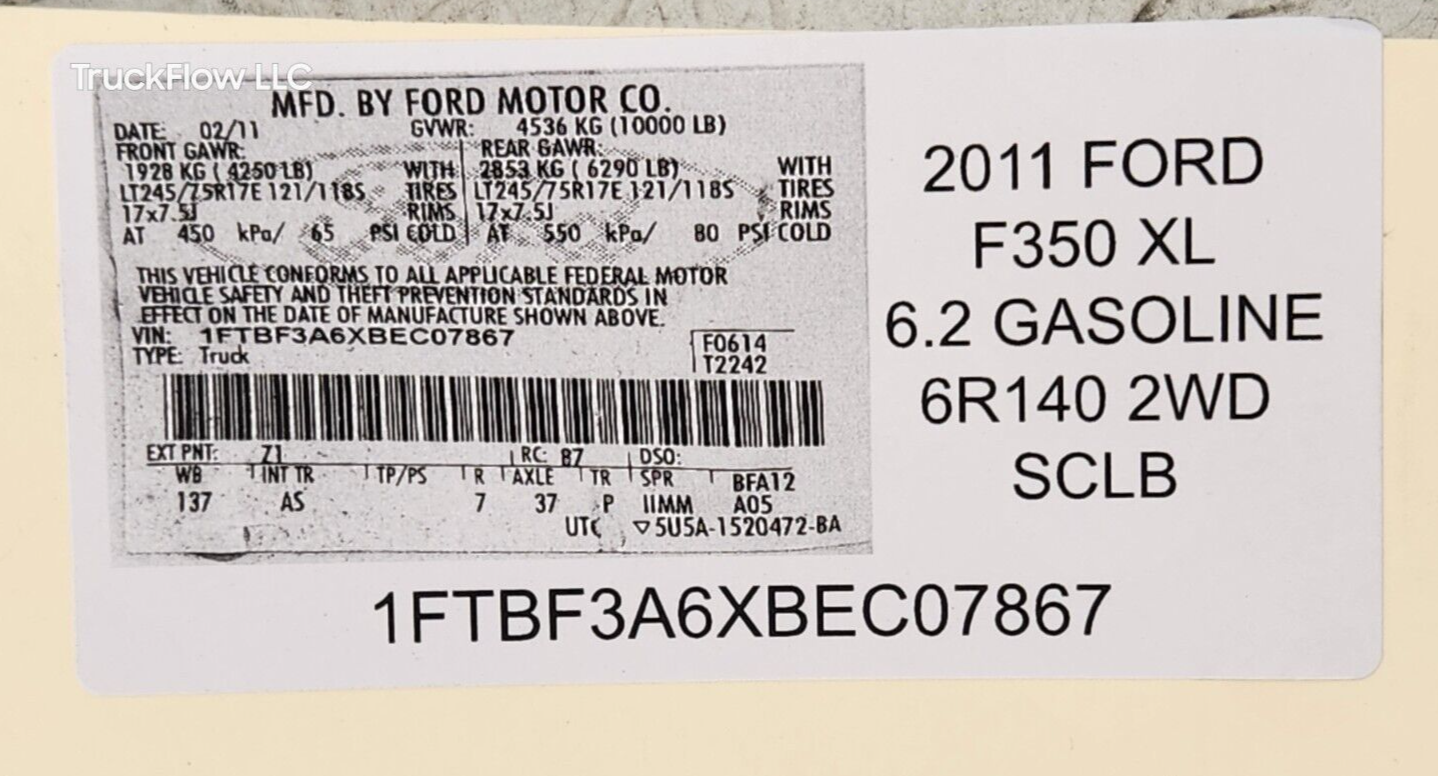 TruckFlow LLC
MFD. BY FORD MOTOR CO.
DATE: 02/11 GVWR: 4536 KG (10000 LB)
FRONT GAWR: REAR GAWR:
1928 KG ( 4250 LB) WITH 2853 KG ( 6290 LB) WITH
LT245/75R17E 121/118S TIRES LT245/75R17E 121/118S TIRES
17x7.5J RIMS 17x7.5J RIMS
AT 450 kPa/ 65 PSI COLD AT 550 kPa/ 80 PSI COLD
THIS VEHICLE CONFORMS TO ALL APPLICABLE FEDERAL MOTOR
VEHICLE SAFETY AND THEFT PREVENTION STANDARDS IN
EFFECT ON THE DATE OF MANUFACTURE SHOWN ABOVE.
VIN: 1FTBF3A6XBEC07867
TYPE: Truck
F0614
T2242
EXT PNT: Z1 RC: B7 DSO:
WB INT TR TP/PS R AXLE TR SPR BFA12
137 AS 7 37 P IIMM A05
UTC ▽5U5A-1520472-BA
2011 FORD
F350 XL
6.2 GASOLINE
6R140 2WD
SCLB
1FTBF3A6XBEC07867